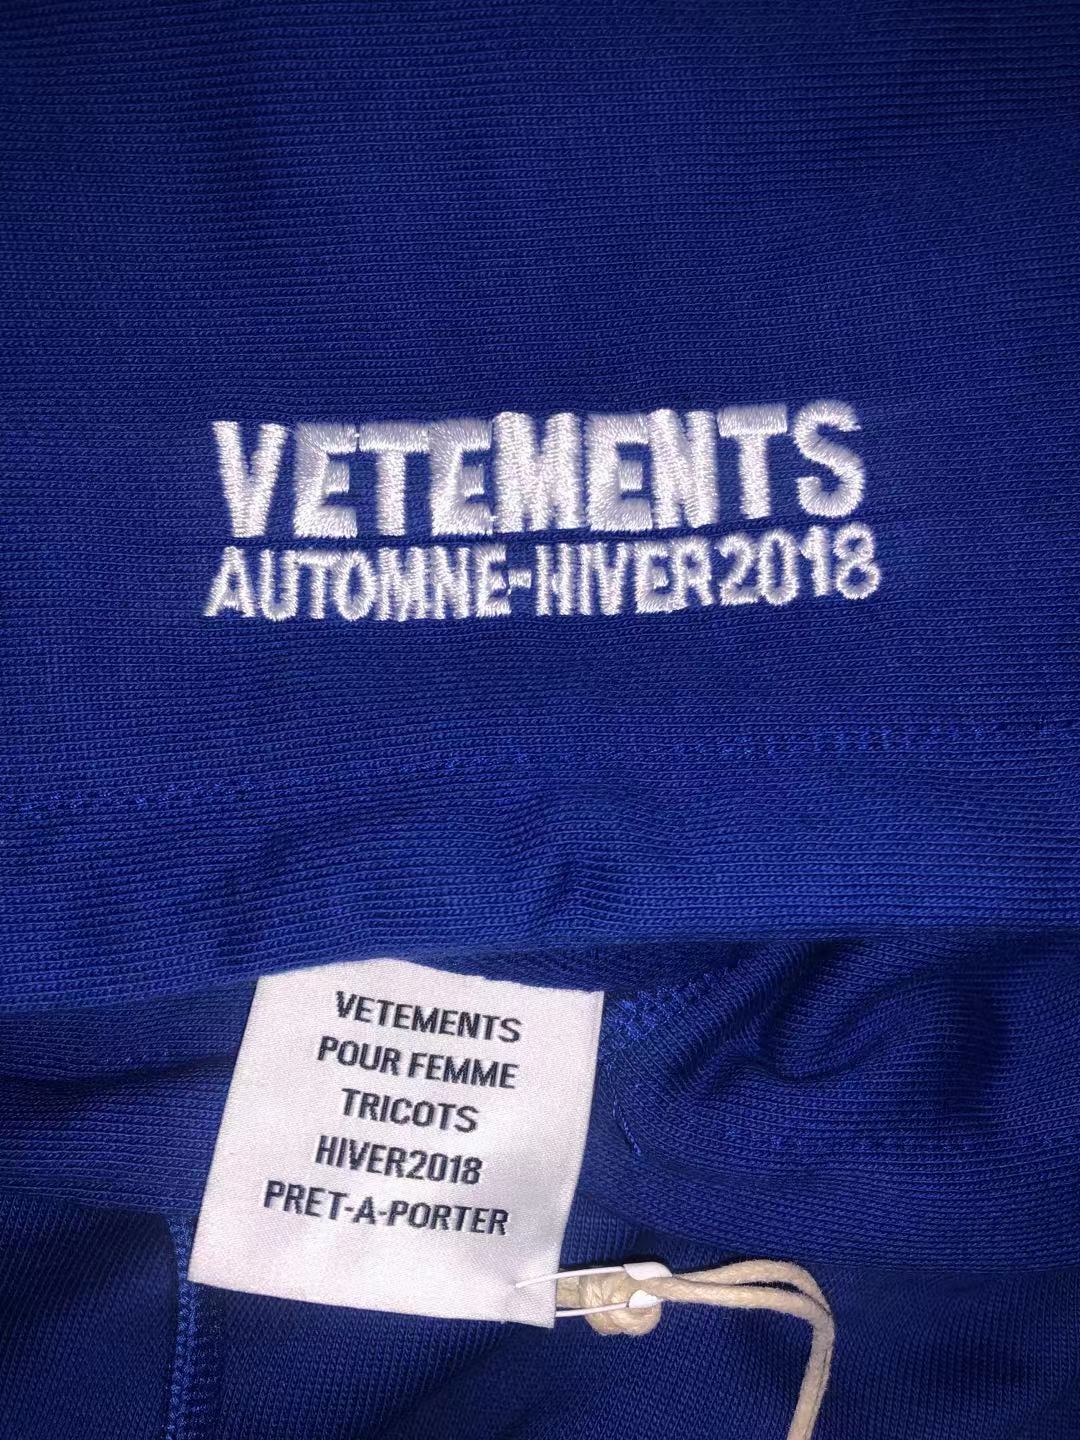 VETEMENTS
AUTOMNE-HIVER2018
VETEMENTS
POUR FEMME
TRICOTS
HIVER2018
PRET-A-PORTER